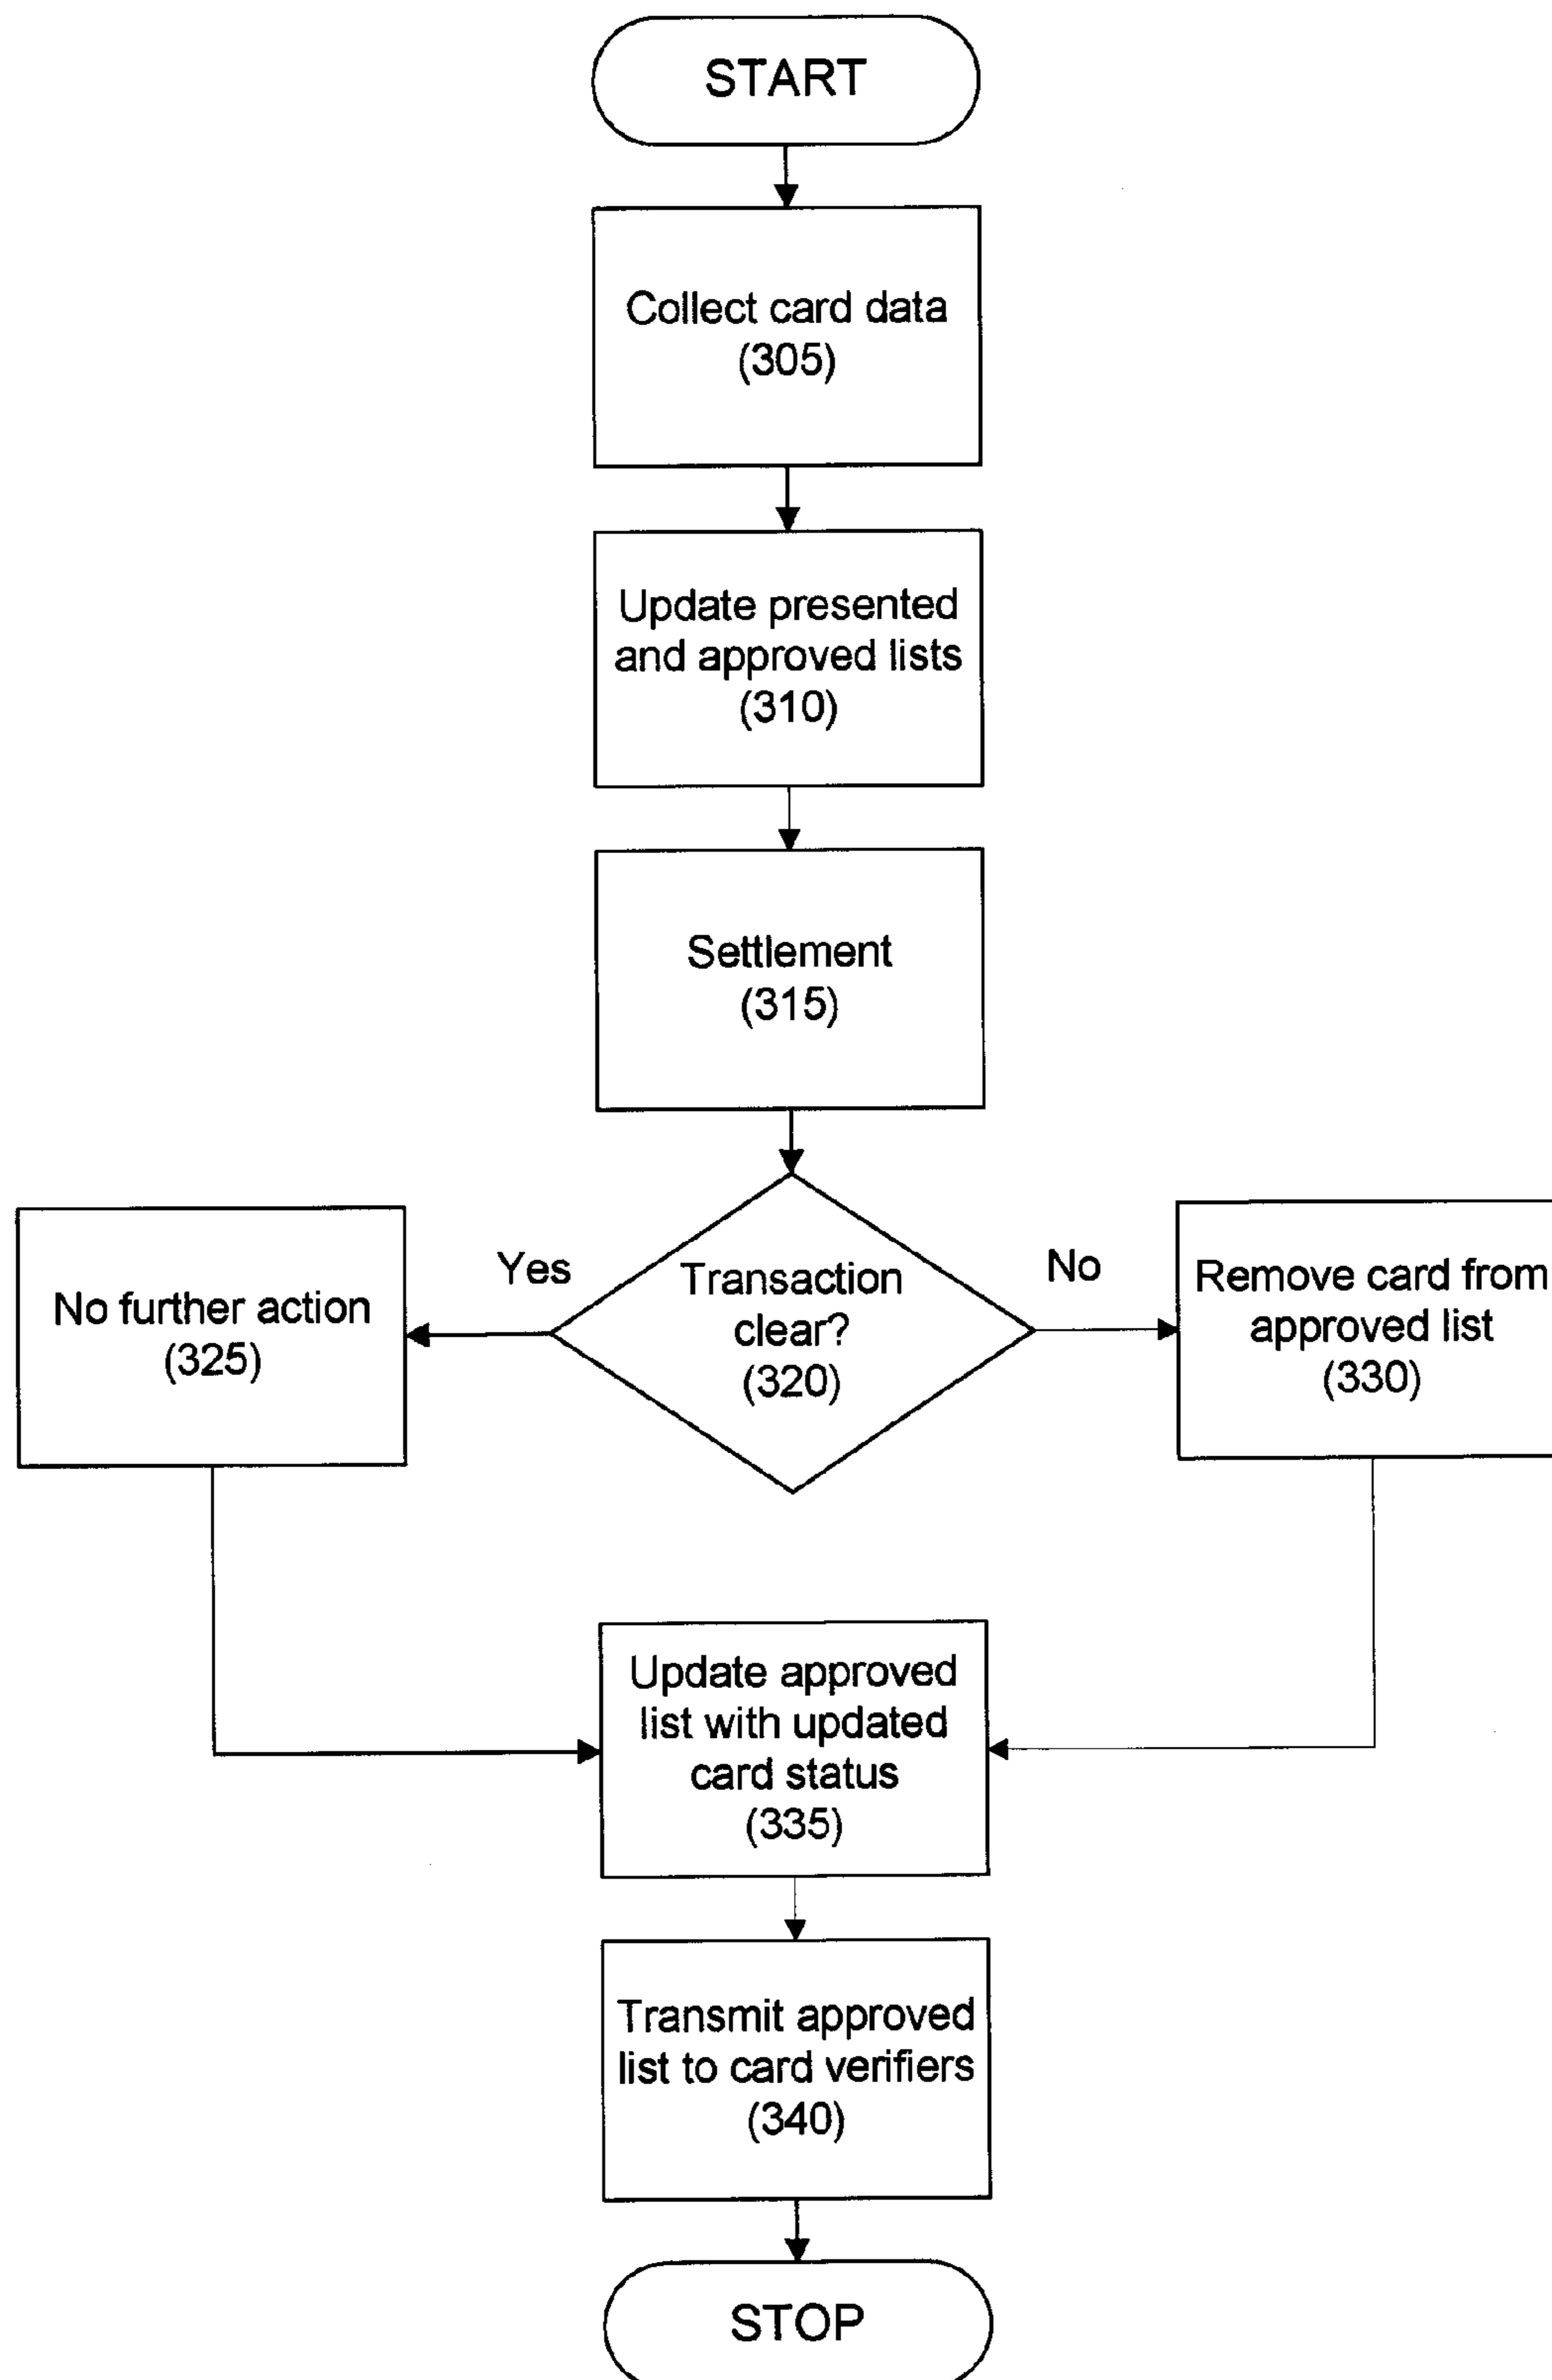 START
Collect card data
(305)
Update presented
and approved lists
(310)
Settlement
(315)
Yes
No
No further action
(325)
Transaction
clear?
(320)
Remove card from
approved list
(330)
Update approved
list with updated
card status
(335)
Transmit approved
list to card verifiers
(340)
STOP